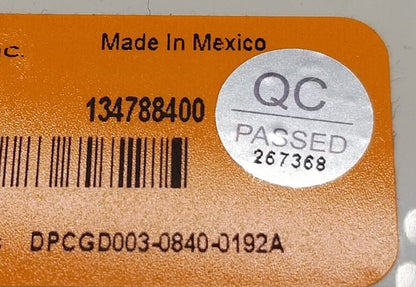 Made In Mexico
c.
134788400
QC
PASSED
267368
DPCGD003-0840-0192A